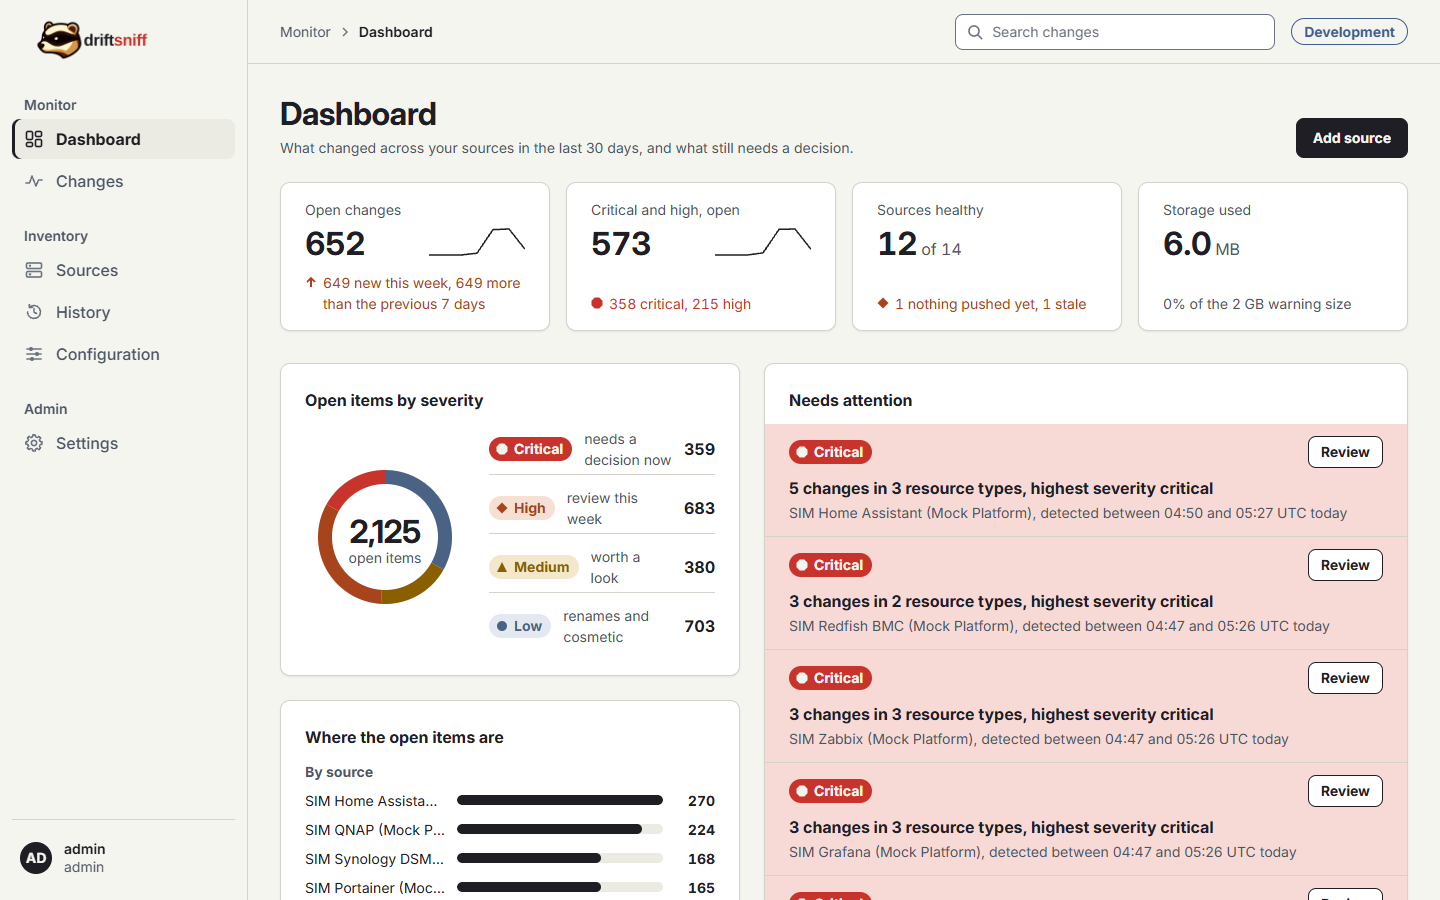 driftsniff
Monitor
Dashboard
Changes
Inventory
Sources
History
Configuration
Admin
Settings
AD
admin
admin
Monitor > Dashboard
Search changes
Development
Dashboard
What changed across your sources in the last 30 days, and what still needs a decision.
Add source
Open changes
652
649 new this week, 649 more
than the previous 7 days
Critical and high, open
573
358 critical, 215 high
Sources healthy
12 of 14
1 nothing pushed yet, 1 stale
Storage used
6.0 MB
0% of the 2 GB warning size
Open items by severity
2,125
open items
Critical needs a
decision now 359
High review this
week 683
Medium worth a
look 380
Low renames and
cosmetic 703
Where the open items are
By source
SIM Home Assista... 270
SIM QNAP (Mock P... 224
SIM Synology DSM... 168
SIM Portainer (Moc... 165
Needs attention
Critical
Review
5 changes in 3 resource types, highest severity critical
SIM Home Assistant (Mock Platform), detected between 04:50 and 05:27 UTC today
Critical
Review
3 changes in 2 resource types, highest severity critical
SIM Redfish BMC (Mock Platform), detected between 04:47 and 05:26 UTC today
Critical
Review
3 changes in 3 resource types, highest severity critical
SIM Zabbix (Mock Platform), detected between 04:47 and 05:26 UTC today
Critical
Review
3 changes in 3 resource types, highest severity critical
SIM Grafana (Mock Platform), detected between 04:47 and 05:26 UTC today